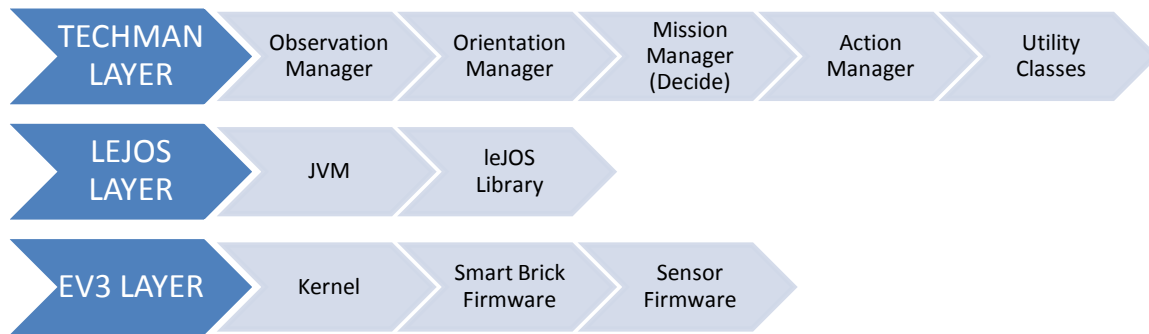 TECHMAN
LAYER
Observation
Manager
Orientation
Manager
Mission
Manager
(Decide)
Action
Manager
Utility
Classes
LEJOS
LAYER
JVM
leJOS
Library
EV3 LAYER
Kernel
Smart Brick
Firmware
Sensor
Firmware